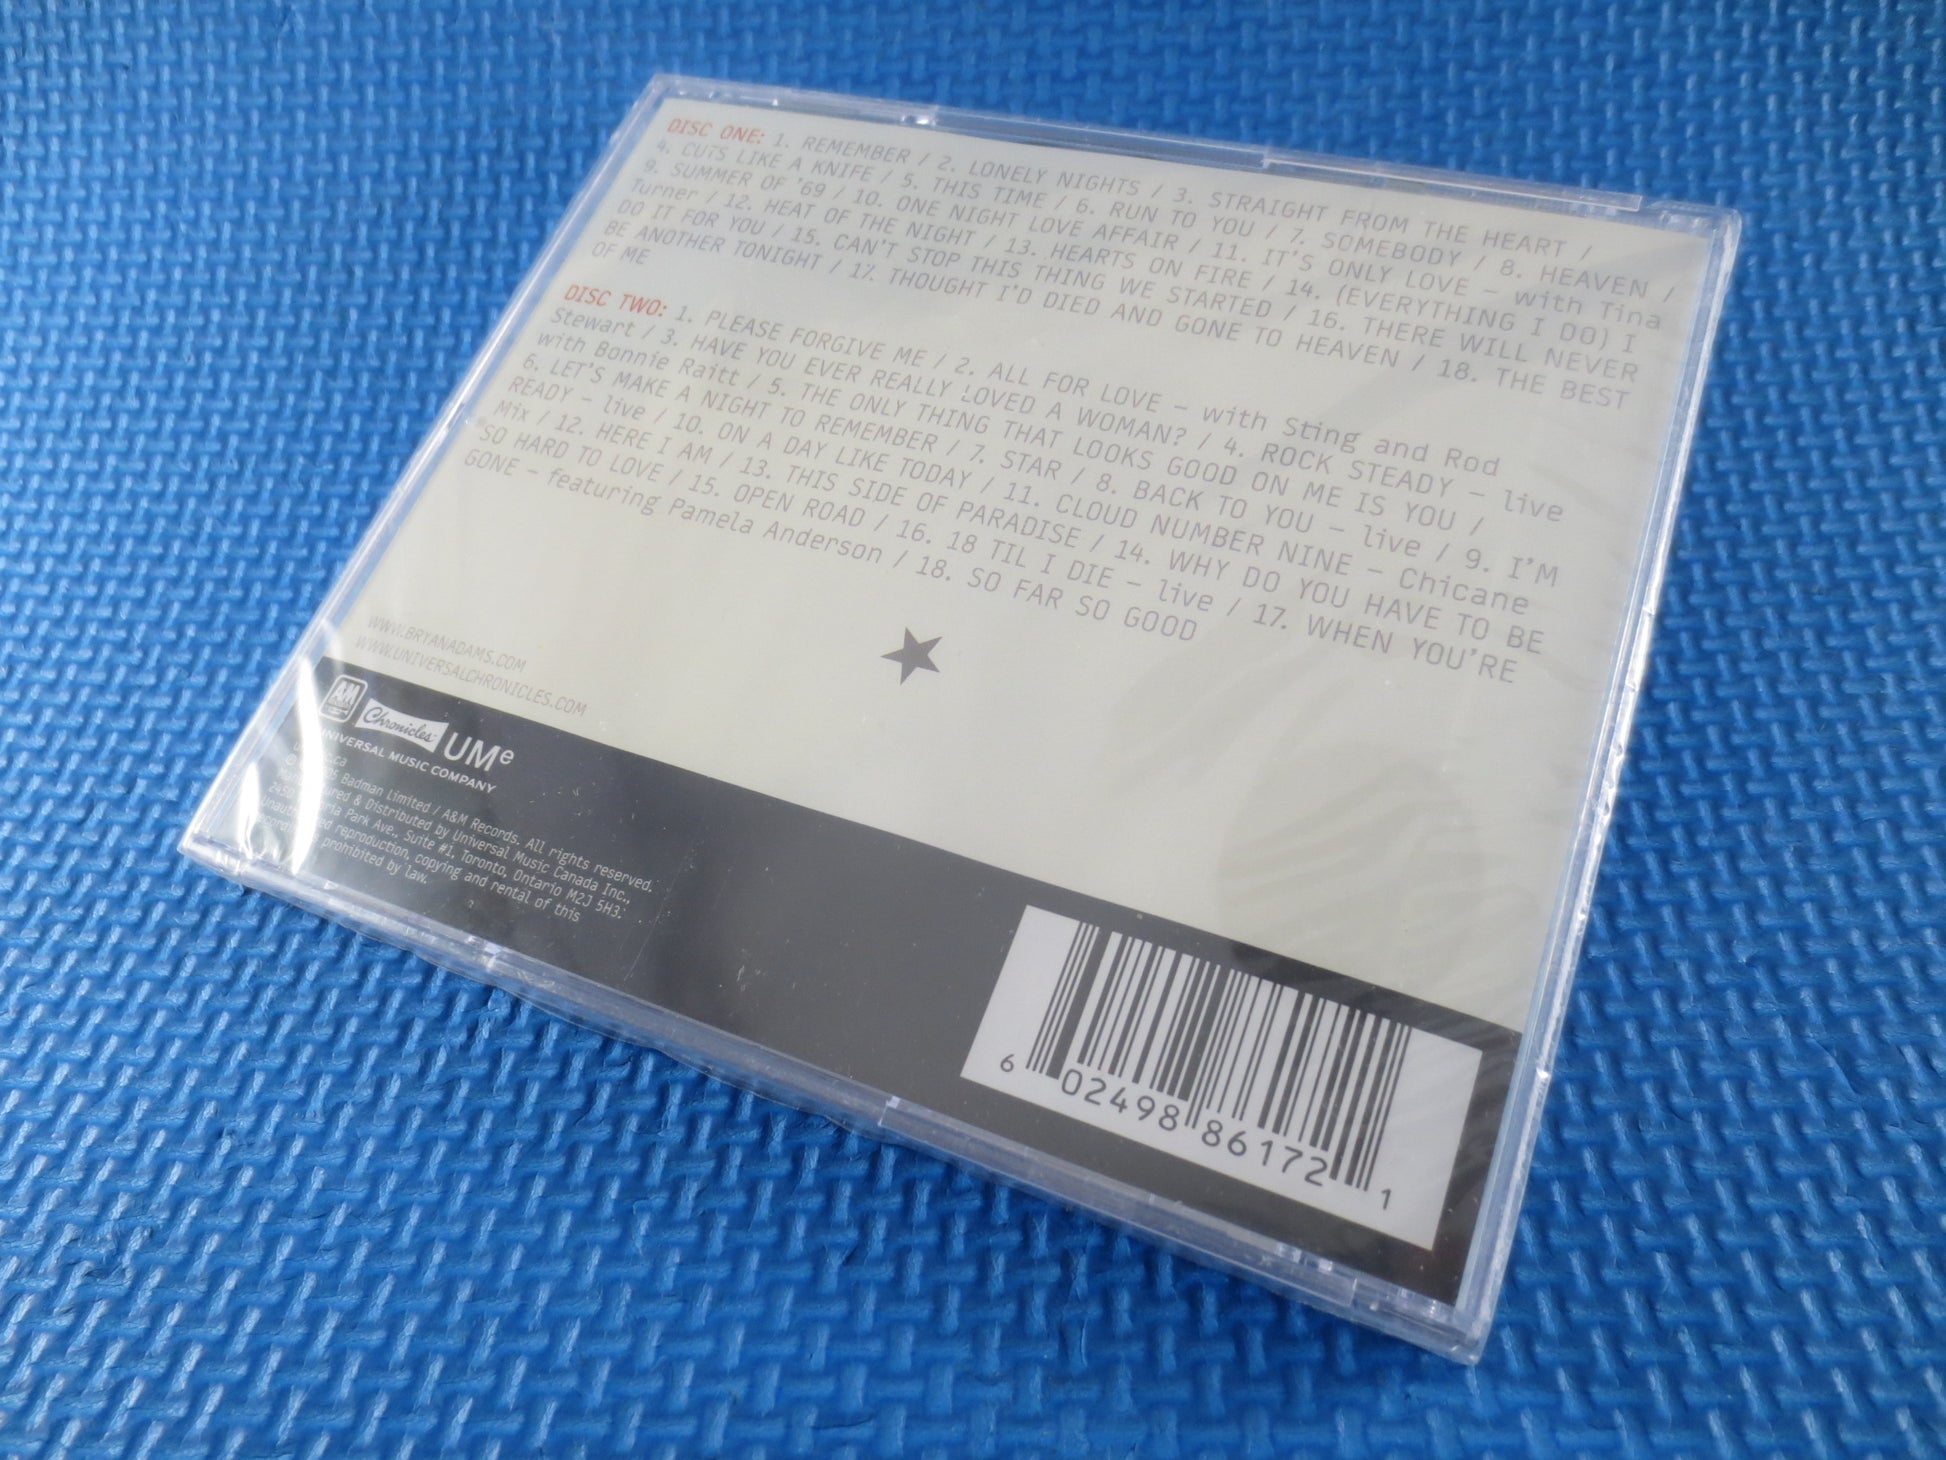 DISC ONE: 1. REMEMBER / 2. LONELY NIGHTS / 3. STRAIGHT FROM THE HEART /
4. CUTS LIKE A KNIFE / 5. THIS TIME / 6. RUN TO YOU / 7. SOMEBODY / 8. HEAVEN /
9. SUMMER OF '69 / 10. ONE NIGHT LOVE AFFAIR / 11. IT'S ONLY LOVE – with Tina
Turner / 12. HEAT OF THE NIGHT / 13. HEARTS ON FIRE / 14. (EVERYTHING I DO) I
DO IT FOR YOU / 15. CAN'T STOP THIS THING WE STARTED / 16. THERE WILL NEVER
BE ANOTHER TONIGHT / 17. THOUGHT I'D DIED AND GONE TO HEAVEN / 18. THE BEST
OF ME
DISC TWO: 1. PLEASE FORGIVE ME / 2. ALL FOR LOVE – with Sting and Rod
Stewart / 3. HAVE YOU EVER REALLY LOVED A WOMAN? / 4. ROCK STEADY – live
with Bonnie Raitt / 5. THE ONLY THING THAT LOOKS GOOD ON ME IS YOU /
6. LET'S MAKE A NIGHT TO REMEMBER / 7. STAR / 8. BACK TO YOU – live / 9. I'M
READY – live / 10. ON A DAY LIKE TODAY / 11. CLOUD NUMBER NINE – Chicane
Mix / 12. HERE I AM / 13. THIS SIDE OF PARADISE / 14. WHY DO YOU HAVE TO BE
SO HARD TO LOVE / 15. OPEN ROAD / 16. 18 TIL I DIE – live / 17. WHEN YOU'RE
GONE – featuring Pamela Anderson / 18. SO FAR SO GOOD
WWW.BRYANADAMS.COM
WWW.UNIVERSALCHRONICLES.COM
A&M Chronicles UMe
UNIVERSAL MUSIC COMPANY
Badman Limited / A&M Records. All rights reserved.
& Distributed by Universal Music Canada Inc.,
2450 Park Ave., Suite #1, Toronto, Ontario M2J 5H3.
reproduction, copying and rental of this
prohibited by law.
6 02498 86172 1